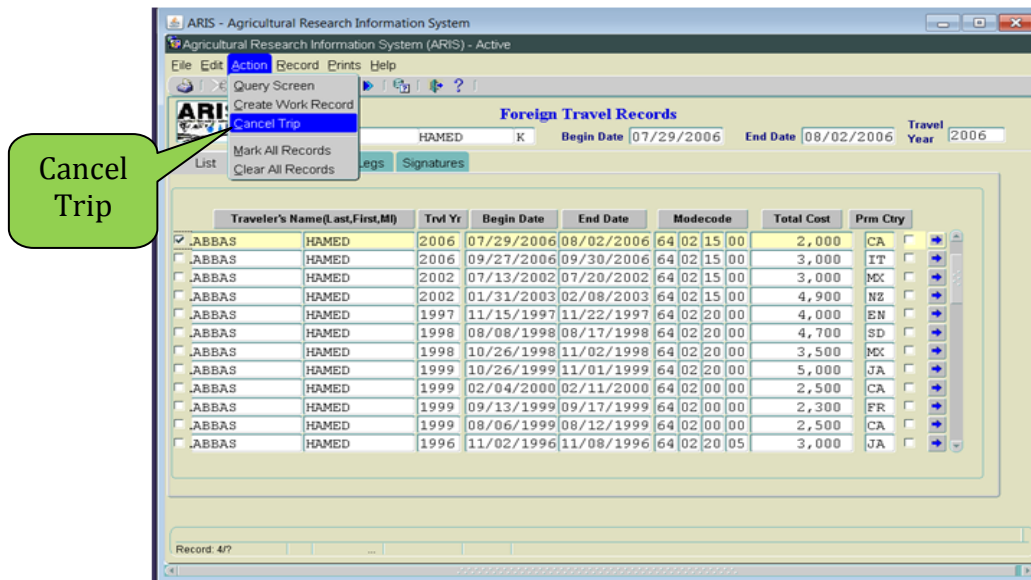 ARIS - Agricultural Research Information System
Agricultural Research Information System (ARIS) - Active
File Edit Action Record Prints Help
Query Screen
Create Work Record
Cancel Trip
Mark All Records
Clear All Records
Cancel Trip
Foreign Travel Records
HAMED K Begin Date 07/29/2006 End Date 08/02/2006 Travel Year 2006
List Legs Signatures
Traveler's Name(Last,First,MI) Trvl Yr Begin Date End Date Modecode Total Cost Prm Ctry
.ABBAS HAMED 2006 07/29/2006 08/02/2006 64 02 15 00 2,000 CA
.ABBAS HAMED 2006 09/27/2006 09/30/2006 64 02 15 00 3,000 IT
.ABBAS HAMED 2002 07/13/2002 07/20/2002 64 02 15 00 3,000 MX
.ABBAS HAMED 2002 01/31/2003 02/08/2003 64 02 15 00 4,900 NZ
.ABBAS HAMED 1997 11/15/1997 11/22/1997 64 02 20 00 4,000 EN
.ABBAS HAMED 1998 08/08/1998 08/17/1998 64 02 20 00 4,700 SD
.ABBAS HAMED 1998 10/26/1998 11/02/1998 64 02 20 00 3,500 MX
.ABBAS HAMED 1999 10/26/1999 11/01/1999 64 02 20 00 5,000 JA
.ABBAS HAMED 1999 02/04/2000 02/11/2000 64 02 00 00 2,500 CA
.ABBAS HAMED 1999 09/13/1999 09/17/1999 64 02 00 00 2,300 FR
.ABBAS HAMED 1999 08/06/1999 08/12/1999 64 02 00 00 2,500 CA
.ABBAS HAMED 1996 11/02/1996 11/08/1996 64 02 20 05 3,000 JA
Record: 4/? ...